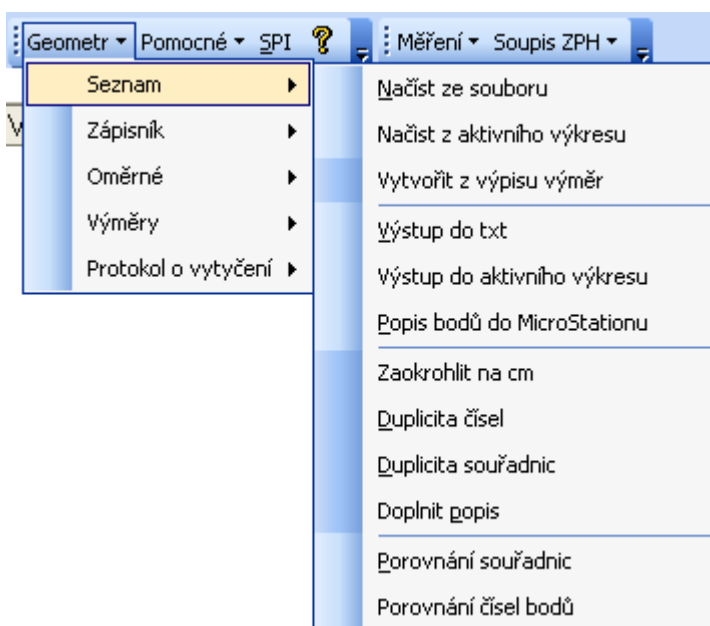 Geometr Pomocné SPI ? Měření Soupis ZPH
Seznam
Zápisník
Oměrné
Výměry
Protokol o vytyčení
V
Načíst ze souboru
Načist z aktivního výkresu
Vytvořit z výpisu výměr
Výstup do txt
Výstup do aktivního výkresu
Popis bodů do MicroStationu
Zaokrohlit na cm
Duplicita čísel
Duplicita souřadnic
Doplnit popis
Porovnání souřadnic
Porovnání čísel bodů